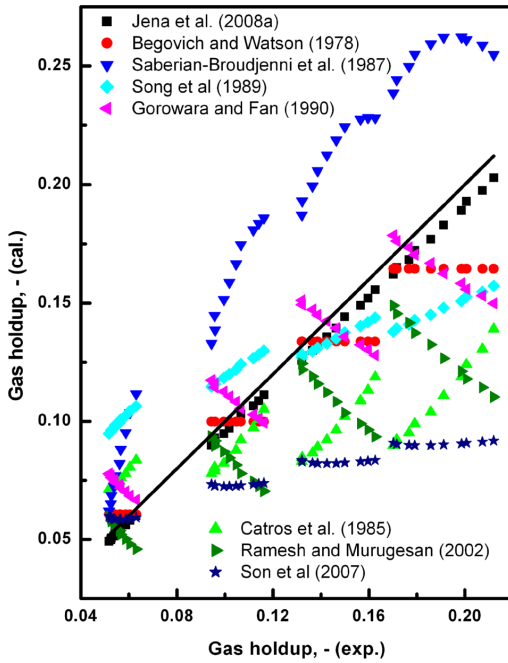 Jena et al. (2008a)
Begovich and Watson (1978)
Saberian-Broudjenni et al. (1987)
Song et al (1989)
Gorowara and Fan (1990)
0.25
0.20
0.15
0.10
0.05
Gas holdup, - (cal.)
Catros et al. (1985)
Ramesh and Murugesan (2002)
Son et al (2007)
0.04 0.08 0.12 0.16 0.20
Gas holdup, - (exp.)